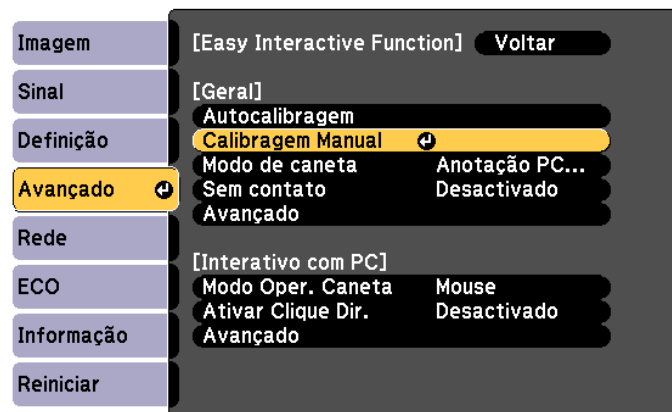 Imagem
Sinal
Definição
Avançado
Rede
ECO
Informação
Reiniciar
[Easy Interactive Function] Voltar
[Geral]
Autocalibragem
Calibragem Manual
Modo de caneta Anotação PC...
Sem contato Desactivado
Avançado
[Interativo com PC]
Modo Oper. Caneta Mouse
Ativar Clique Dir. Desactivado
Avançado